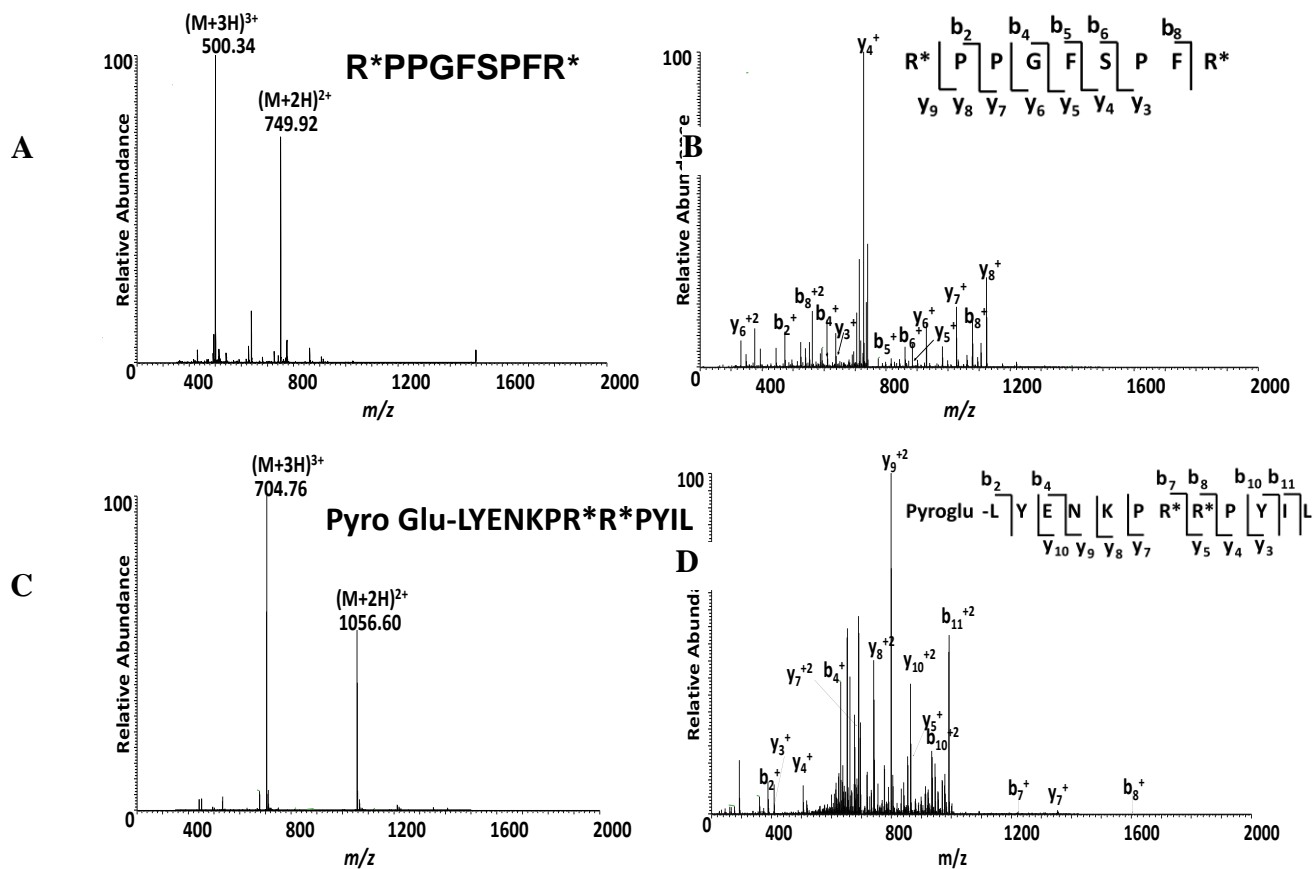 A
(M+3H)3+
500.34
R*PPGFSPFR*
(M+2H)2+
749.92
100
0
400
800
1200
1600
2000
Relative Abundance
m/z
B
y4+
b2 b4 b5 b6 b8
R* P P G F S P F R*
y9 y8 y7 y6 y5 y4 y3
100
y8+
y7+
y6+
b8+2
b4+
y3+
y6+2
b2+
b5+
b6+
y5+
b8+
0
400
800
1200
1600
2000
Relative Abundance
m/z
C
(M+3H)3+
704.76
100
Pyro Glu-LYENKPR*R*PYIL
(M+2H)2+
1056.60
0
400
800
1200
1600
2000
Relative Abundance
m/z
D
y9+2
100
b2 b4 b7 b8 b10 b11
Pyroglu -L Y E N K P R* R* P Y I L
y10 y9 y8 y7 y5 y4 y3
b11+2
y8+2
y10+2
y7+2
b4+
y5+
b10+2
y3+
y4+
b2+
b7+
y7+
b8+
0
400
800
1200
1600
2000
Relative Abund
m/z